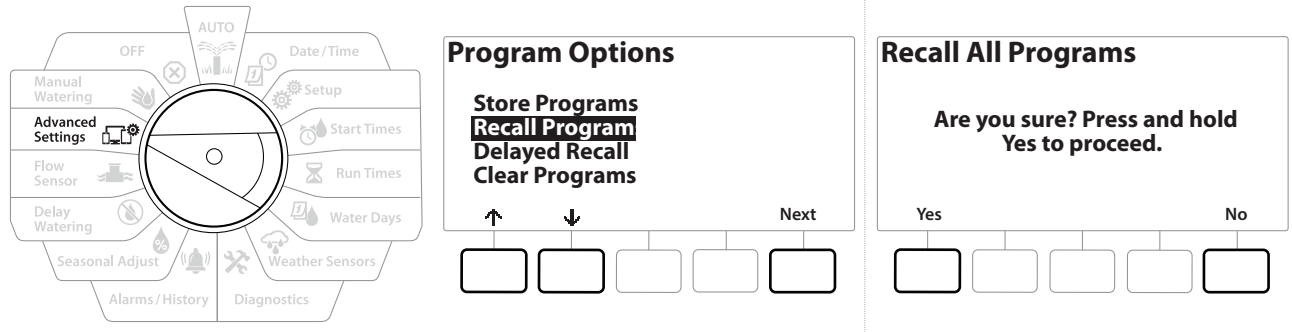 AUTO
OFF
Date/Time
Manual
Watering
Setup
Advanced
Settings
Start Times
Flow
Sensor
Run Times
Delay
Watering
Water Days
Seasonal Adjust
%
Weather Sensors
Alarms/History
Diagnostics
1
1
Program Options
Store Programs
Recall Program
Delayed Recall
Clear Programs
↑ ↓ Next
Recall All Programs
Are you sure? Press and hold
Yes to proceed.
Yes No